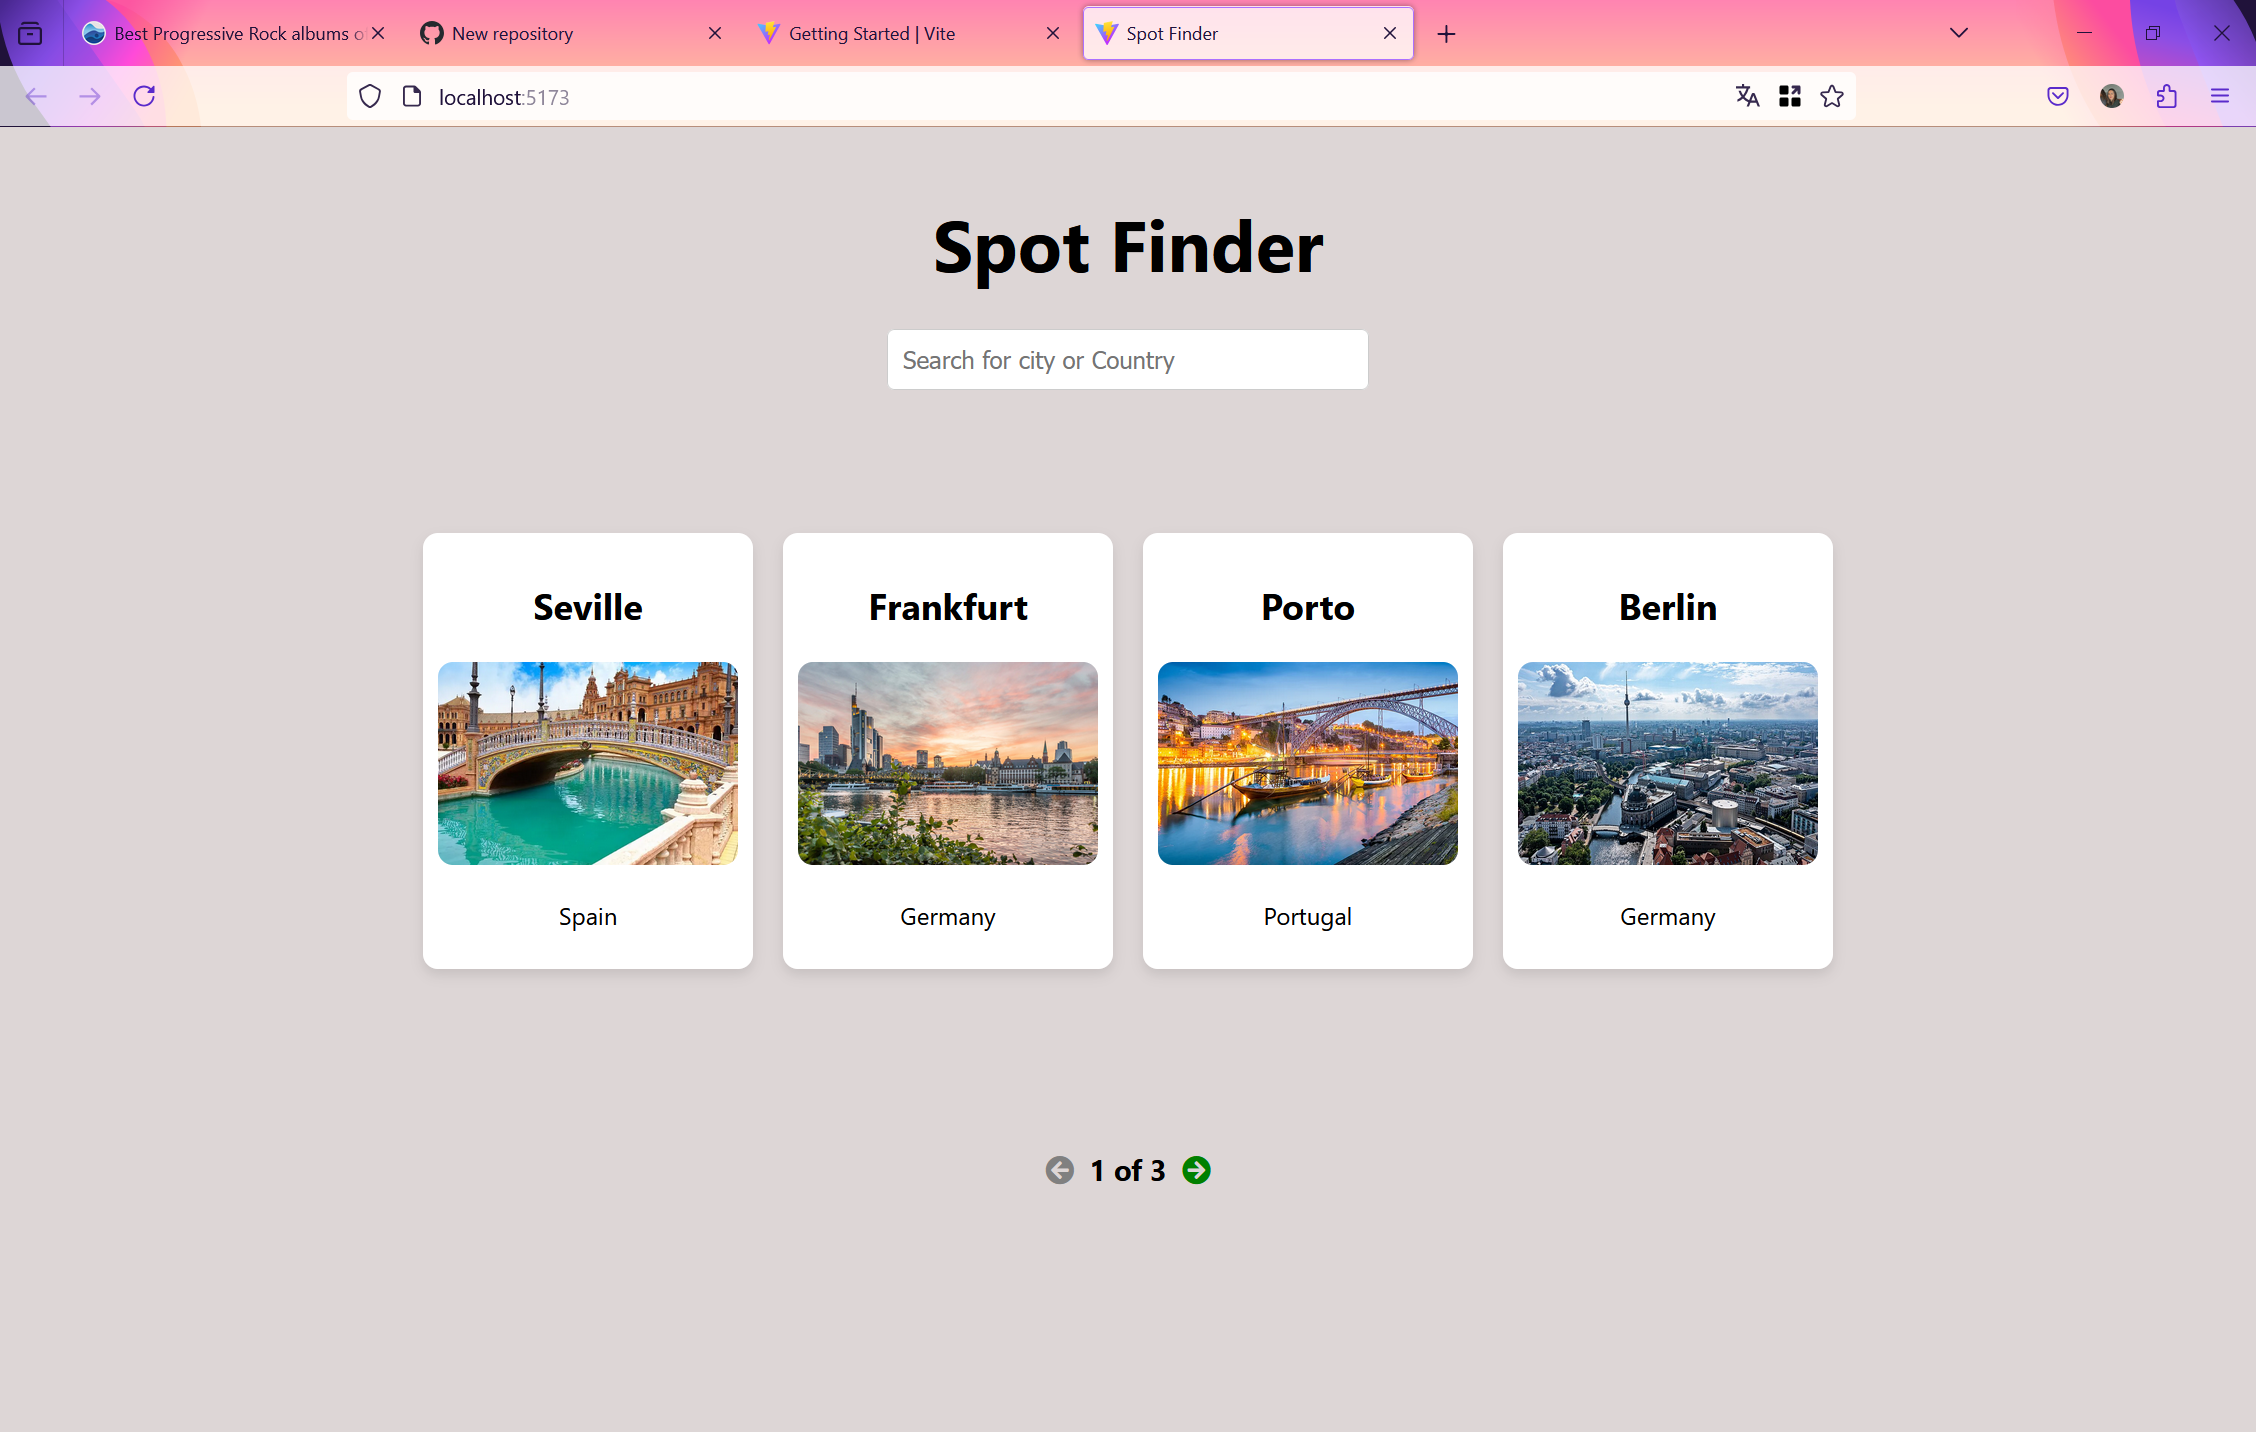 Best Progressive Rock albums o
New repository
Getting Started | Vite
Spot Finder
localhost:5173
Spot Finder
Search for city or Country
Seville
Frankfurt
Porto
Berlin
Spain
Germany
Portugal
Germany
1 of 3